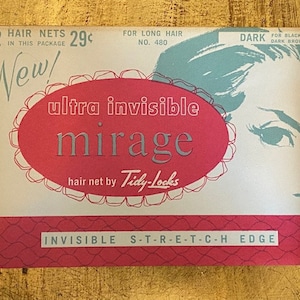 HAIR NETS 29¢
IN THIS PACKAGE
FOR LONG HAIR
NO. 480
DARK FOR BLACK
DARK BRO
New!
ultra invisible
mirage
hair net by Tidy-Locks
INVISIBLE S-T-R-E-T-C-H EDGE